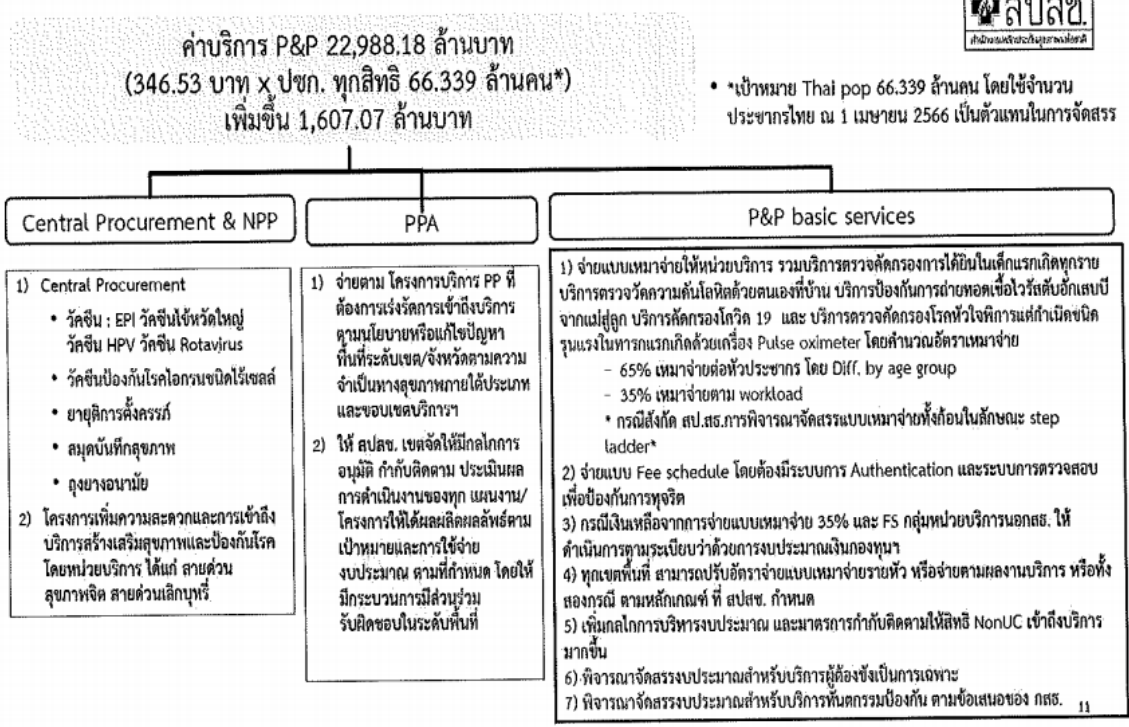 สปสช.
สำนักงานหลักประกันสุขภาพแห่งชาติ
ค่าบริการ P&P 22,988.18 ล้านบาท
(346.53 บาท x ปชก. ทุกสิทธิ 66.339 ล้านคน*)
เพิ่มขึ้น 1,607.07 ล้านบาท
• *เป้าหมาย Thai pop 66.339 ล้านคน โดยใช้จำนวน
ประชากรไทย ณ 1 เมษายน 2566 เป็นตัวแทนในการจัดสรร
Central Procurement & NPP
1) Central Procurement
• วัคซีน : EPI วัคซีนไข้หวัดใหญ่
วัคซีน HPV วัคซีน Rotavirus
• วัคซีนป้องกันโรคไอกรนชนิดไร้เซลล์
• ยายุติการตั้งครรภ์
• สมุดบันทึกสุขภาพ
• ถุงยางอนามัย
2) โครงการเพิ่มความสะดวกและการเข้าถึง
บริการสร้างเสริมสุขภาพและป้องกันโรค
โดยหน่วยบริการ ได้แก่ สายด่วน
สุขภาพจิต สายด่วนเลิกบุหรี่
PPA
1) จ่ายตาม โครงการบริการ PP ที่
ต้องการเร่งรัดการเข้าถึงบริการ
ตามนโยบายหรือแก้ไขปัญหา
พื้นที่ระดับเขต/จังหวัดตามความ
จำเป็นทางสุขภาพภายใต้ประเภท
และขอบเขตบริการฯ
2) ให้ สปสช. เขตจัดให้มีกลไกการ
อนุมัติ กำกับติดตาม ประเมินผล
การดำเนินงานของทุก แผนงาน/
โครงการให้ได้ผลผลิตผลลัพธ์ตาม
เป้าหมายและการใช้จ่าย
งบประมาณ ตามที่กำหนด โดยให้
มีกระบวนการมีส่วนร่วม
รับผิดชอบในระดับพื้นที่
P&P basic services
1) จ่ายแบบเหมาจ่ายให้หน่วยบริการ รวมบริการตรวจคัดกรองการได้ยินในเด็กแรกเกิดทุกราย
บริการตรวจวัดความดันโลหิตด้วยตนเองที่บ้าน บริการป้องกันการถ่ายทอดเชื้อไวรัสตับอักเสบบี
จากแม่สู่ลูก บริการคัดกรองโควิด 19 และ บริการตรวจคัดกรองโรคหัวใจพิการแต่กำเนิดชนิด
รุนแรงในทารกแรกเกิดด้วยเครื่อง Pulse oximeter โดยคำนวณอัตราเหมาจ่าย
– 65% เหมาจ่ายต่อหัวประชากร โดย Diff. by age group
– 35% เหมาจ่ายตาม workload
* กรณีสังกัด สป.สธ.การพิจารณาจัดสรรแบบเหมาจ่ายทั้งก้อนในลักษณะ step
ladder*
2) จ่ายแบบ Fee schedule โดยต้องมีระบบการ Authentication และระบบการตรวจสอบ
เพื่อป้องกันการทุจริต
3) กรณีเงินเหลือจากการจ่ายแบบเหมาจ่าย 35% และ FS กลุ่มหน่วยบริการนอกสธ. ให้
ดำเนินการตามระเบียบว่าด้วยการงบประมาณเงินกองทุนฯ
4) ทุกเขตพื้นที่ สามารถปรับอัตราจ่ายแบบเหมาจ่ายรายหัว หรือจ่ายตามผลงานบริการ หรือทั้ง
สองกรณี ตามหลักเกณฑ์ ที่ สปสช. กำหนด
5) เพิ่มกลไกการบริหารงบประมาณ และมาตรการกำกับติดตามให้สิทธิ NonUC เข้าถึงบริการ
มากขึ้น
6) พิจารณาจัดสรรงบประมาณสำหรับบริการผู้ต้องขังเป็นการเฉพาะ
7) พิจารณาจัดสรรงบประมาณสำหรับบริการทันตกรรมป้องกัน ตามข้อเสนอของ กสธ.
11